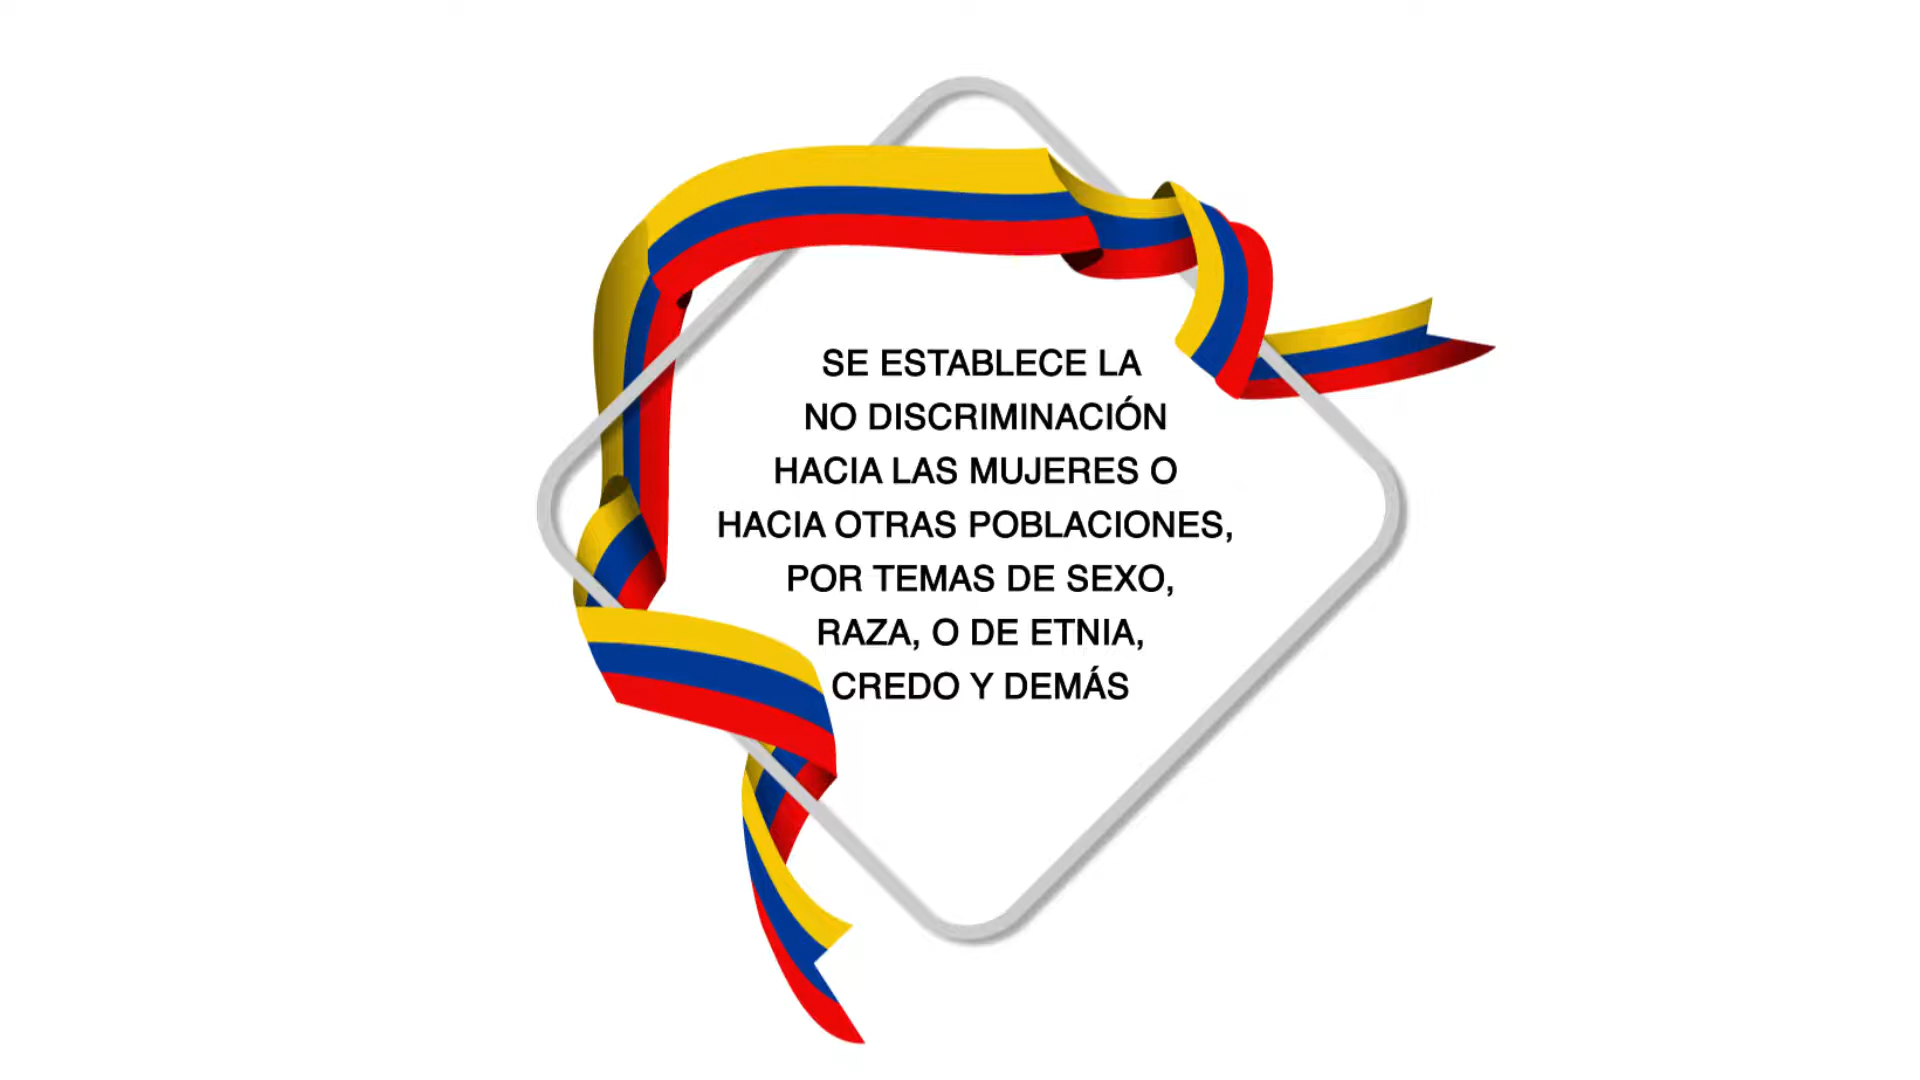 SE ESTABLECE LA
NO DISCRIMINACIÓN
HACIA LAS MUJERES O
HACIA OTRAS POBLACIONES,
POR TEMAS DE SEXO,
RAZA, O DE ETNIA,
CREDO Y DEMÁS